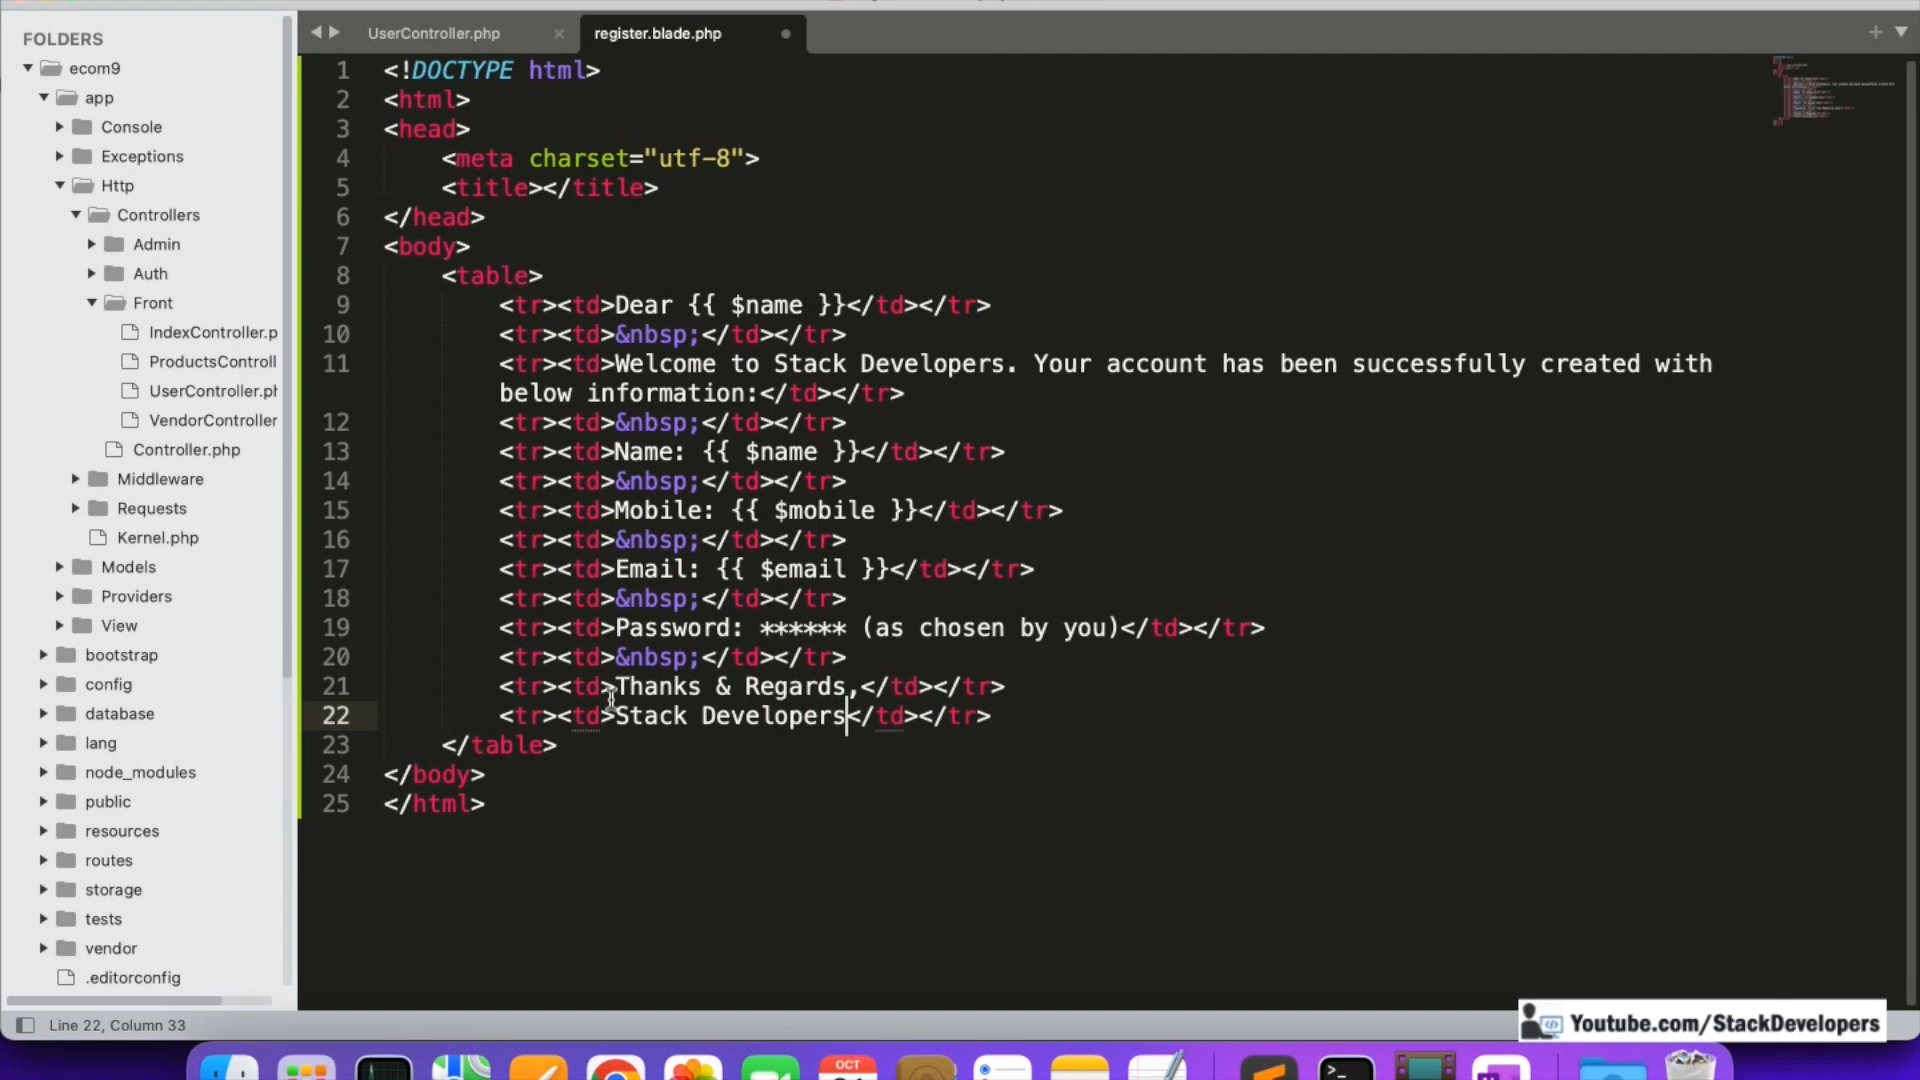 FOLDERS
ecom9
app
Console
Exceptions
Http
Controllers
Admin
Auth
Front
IndexController.p
ProductsControll
UserController.ph
VendorController
Controller.php
Middleware
Requests
Kernel.php
Models
Providers
View
bootstrap
config
database
lang
node_modules
public
resources
routes
storage
tests
vendor
.editorconfig
UserController.php
register.blade.php
1 <!DOCTYPE html>
2 <html>
3 <head>
4 <meta charset="utf-8">
5 <title></title>
6 </head>
7 <body>
8 <table>
9 <tr><td>Dear {{ $name }}</td></tr>
10 <tr><td>&nbsp;</td></tr>
11 <tr><td>Welcome to Stack Developers. Your account has been successfully created with
below information:</td></tr>
12 <tr><td>&nbsp;</td></tr>
13 <tr><td>Name: {{ $name }}</td></tr>
14 <tr><td>&nbsp;</td></tr>
15 <tr><td>Mobile: {{ $mobile }}</td></tr>
16 <tr><td>&nbsp;</td></tr>
17 <tr><td>Email: {{ $email }}</td></tr>
18 <tr><td>&nbsp;</td></tr>
19 <tr><td>Password: ****** (as chosen by you)</td></tr>
20 <tr><td>&nbsp;</td></tr>
21 <tr><td>Thanks & Regards,</td></tr>
22 <tr><td>Stack Developers</td></tr>
23 </table>
24 </body>
25 </html>
Line 22, Column 33
Youtube.com/StackDevelopers
OCT